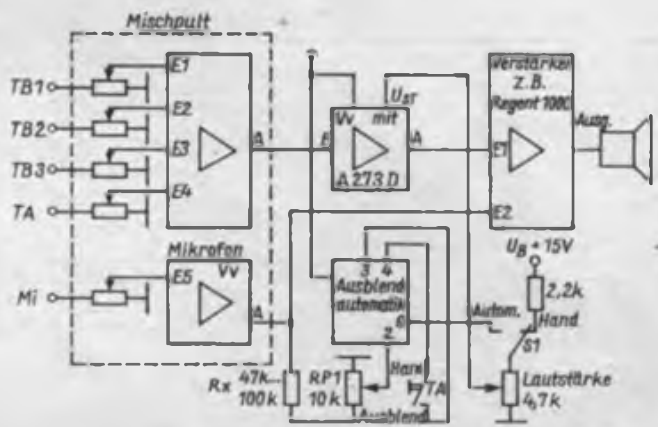 Mischpult
TB1
TB2
TB3
TA
Mi
E1
E2
E3
E4
A
Mikrofon
Vv
E5
A
Vv
mit
U_ST
E
A
A 273 D
Verstärker
z.B.
Regent
E1
E2
Ausg.
3 4
Ausblend
automatik
6
2
Autom.
U_B + 15V
2,2k
Hand
S1
Lautstärke
4,7k
Rx
47k...
100k
RP1
10k
TA
Ausblend